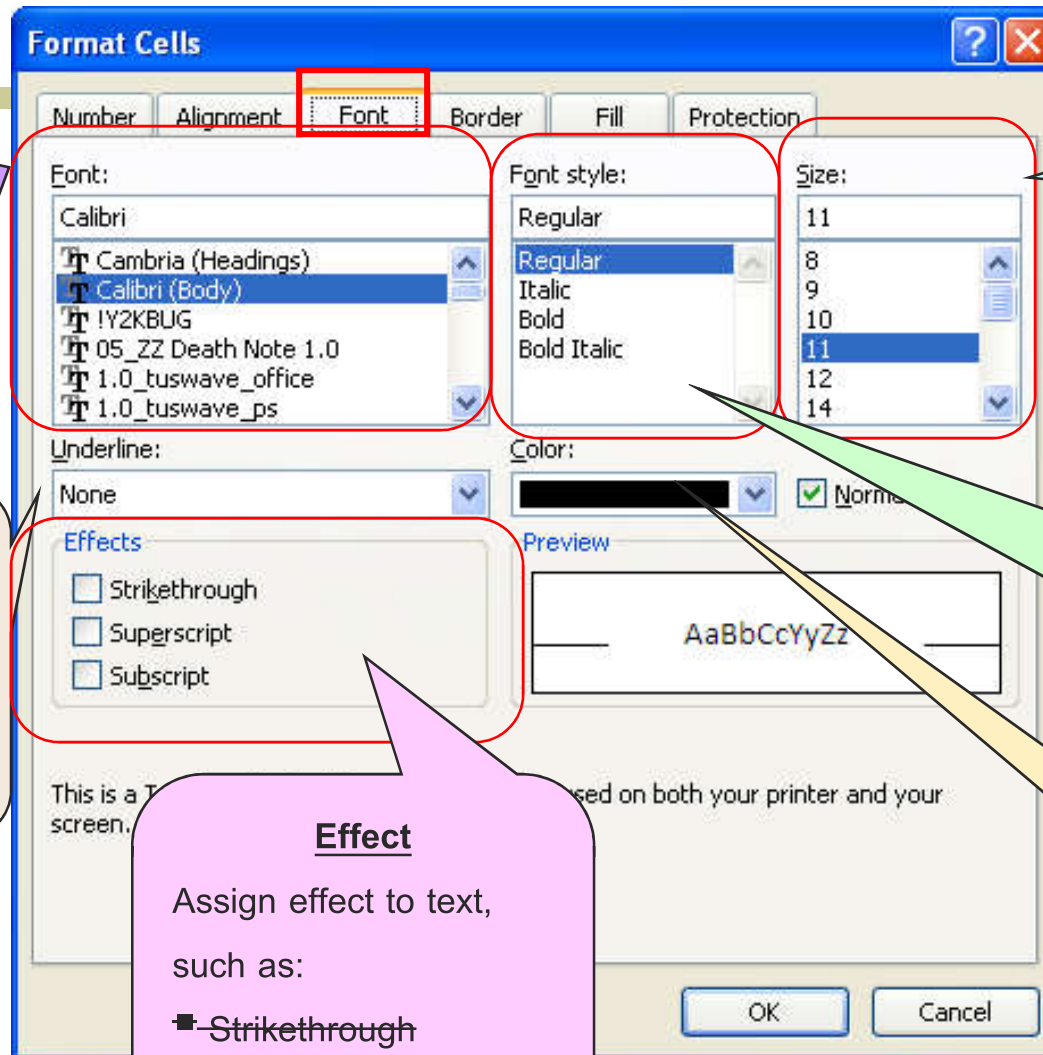 Format Cells
Number Alignment Font Border Fill Protection
Font: Font style: Size:
Calibri Regular 11
Cambria (Headings) Regular 8
Calibri (Body) Italic 9
!Y2KBUG Bold 10
05_ZZ Death Note 1.0 Bold Italic 11
1.0_tuswave_office 12
1.0_tuswave_ps 14
Underline: Color:
None
Effects Preview
Strikethrough
Superscript AaBbCcYyZz
Subscript
This is a on both your printer and your
screen.
Effect
Assign effect to text,
such as:
Strikethrough
OK Cancel